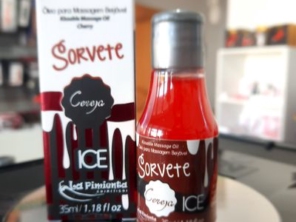 Óleo para Massagem Beijável
Kissable Massage Oil
Cherry
SORVETE
Cereja
ICE
La Pimienta
35ml/1.18 fl oz
Kissable Massage Oil
Óleo para Massagem Beijável
SORVETE
Cereja
ICE